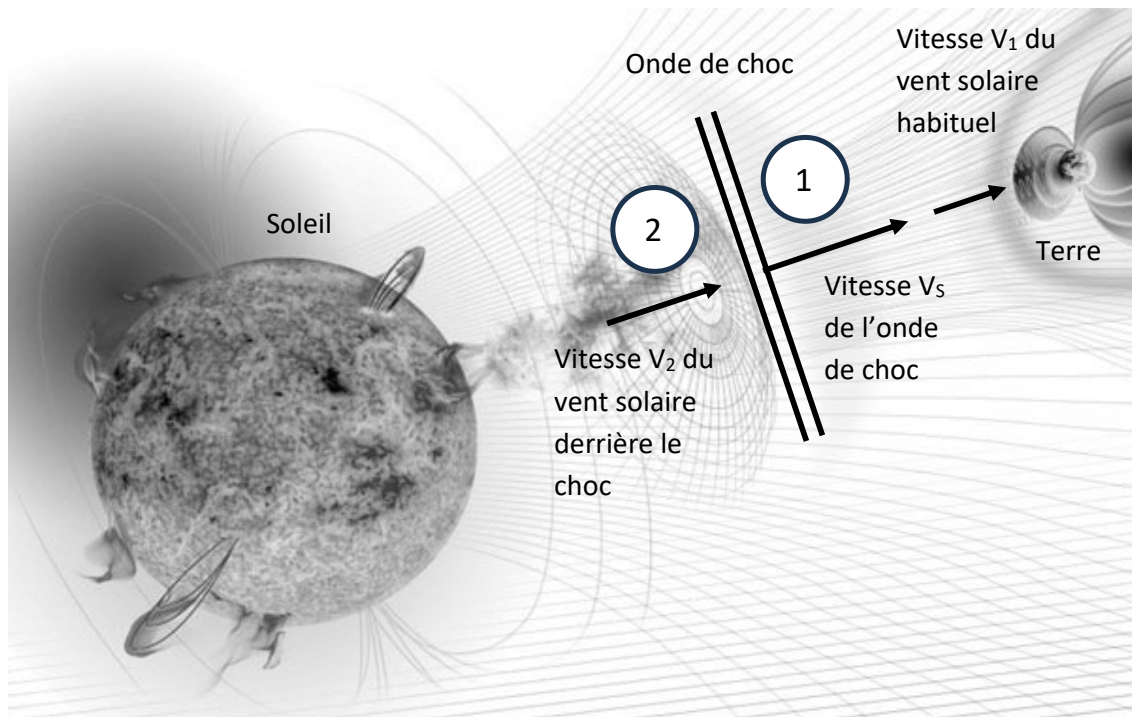 Vitesse V₁ du
vent solaire
habituel
Onde de choc
1
2
Soleil
Terre
Vitesse Vₛ
de l’onde
de choc
Vitesse V₂ du
vent solaire
derrière le
choc